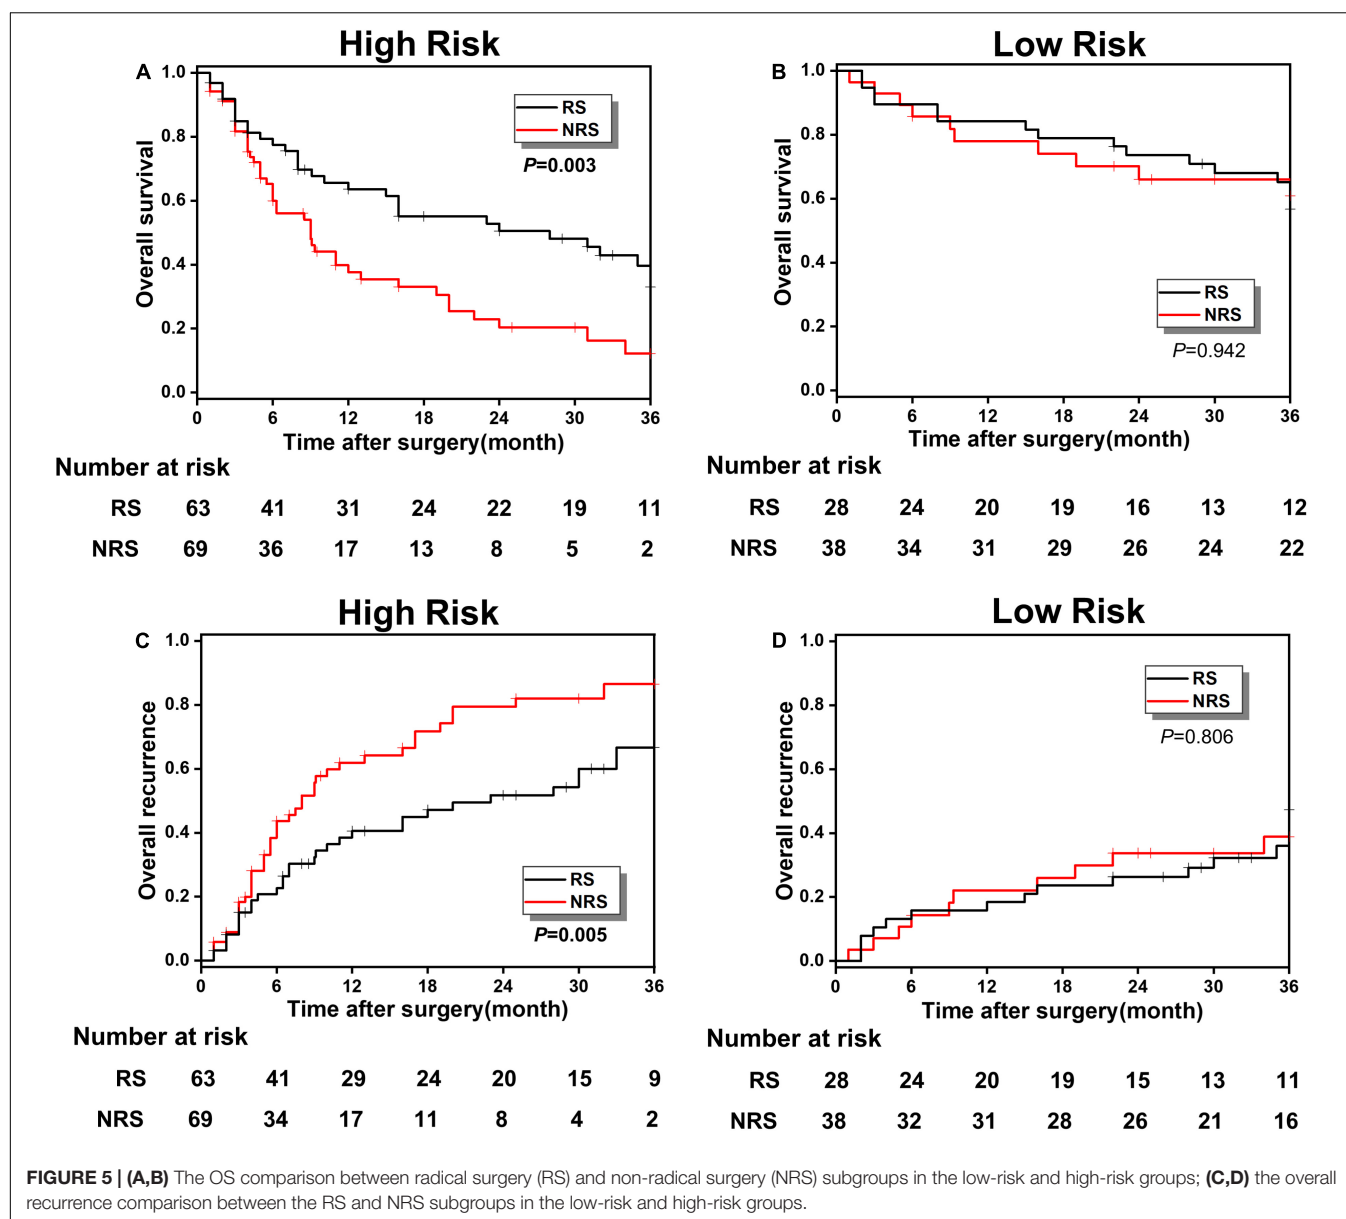 High Risk
A
1.0
0.8
0.6
0.4
0.2
0.0
Overall survival
RS
NRS
P=0.003
0 6 12 18 24 30 36
Time after surgery(month)
Number at risk
RS 63 41 31 24 22 19 11
NRS 69 36 17 13 8 5 2
Low Risk
B
1.0
0.8
0.6
0.4
0.2
0.0
Overall survival
RS
NRS
P=0.942
0 6 12 18 24 30 36
Time after surgery(month)
Number at risk
RS 28 24 20 19 16 13 12
NRS 38 34 31 29 26 24 22
High Risk
C
1.0
0.8
0.6
0.4
0.2
0.0
Overall recurrence
RS
NRS
P=0.005
0 6 12 18 24 30 36
Time after surgery(month)
Number at risk
RS 63 41 29 24 20 15 9
NRS 69 34 17 11 8 4 2
Low Risk
D
1.0
0.8
0.6
0.4
0.2
0.0
Overall recurrence
RS
NRS
P=0.806
0 6 12 18 24 30 36
Time after surgery(month)
Number at risk
RS 28 24 20 19 15 13 11
NRS 38 32 31 28 26 21 16
FIGURE 5 | (A,B) The OS comparison between radical surgery (RS) and non-radical surgery (NRS) subgroups in the low-risk and high-risk groups; (C,D) the overall
recurrence comparison between the RS and NRS subgroups in the low-risk and high-risk groups.